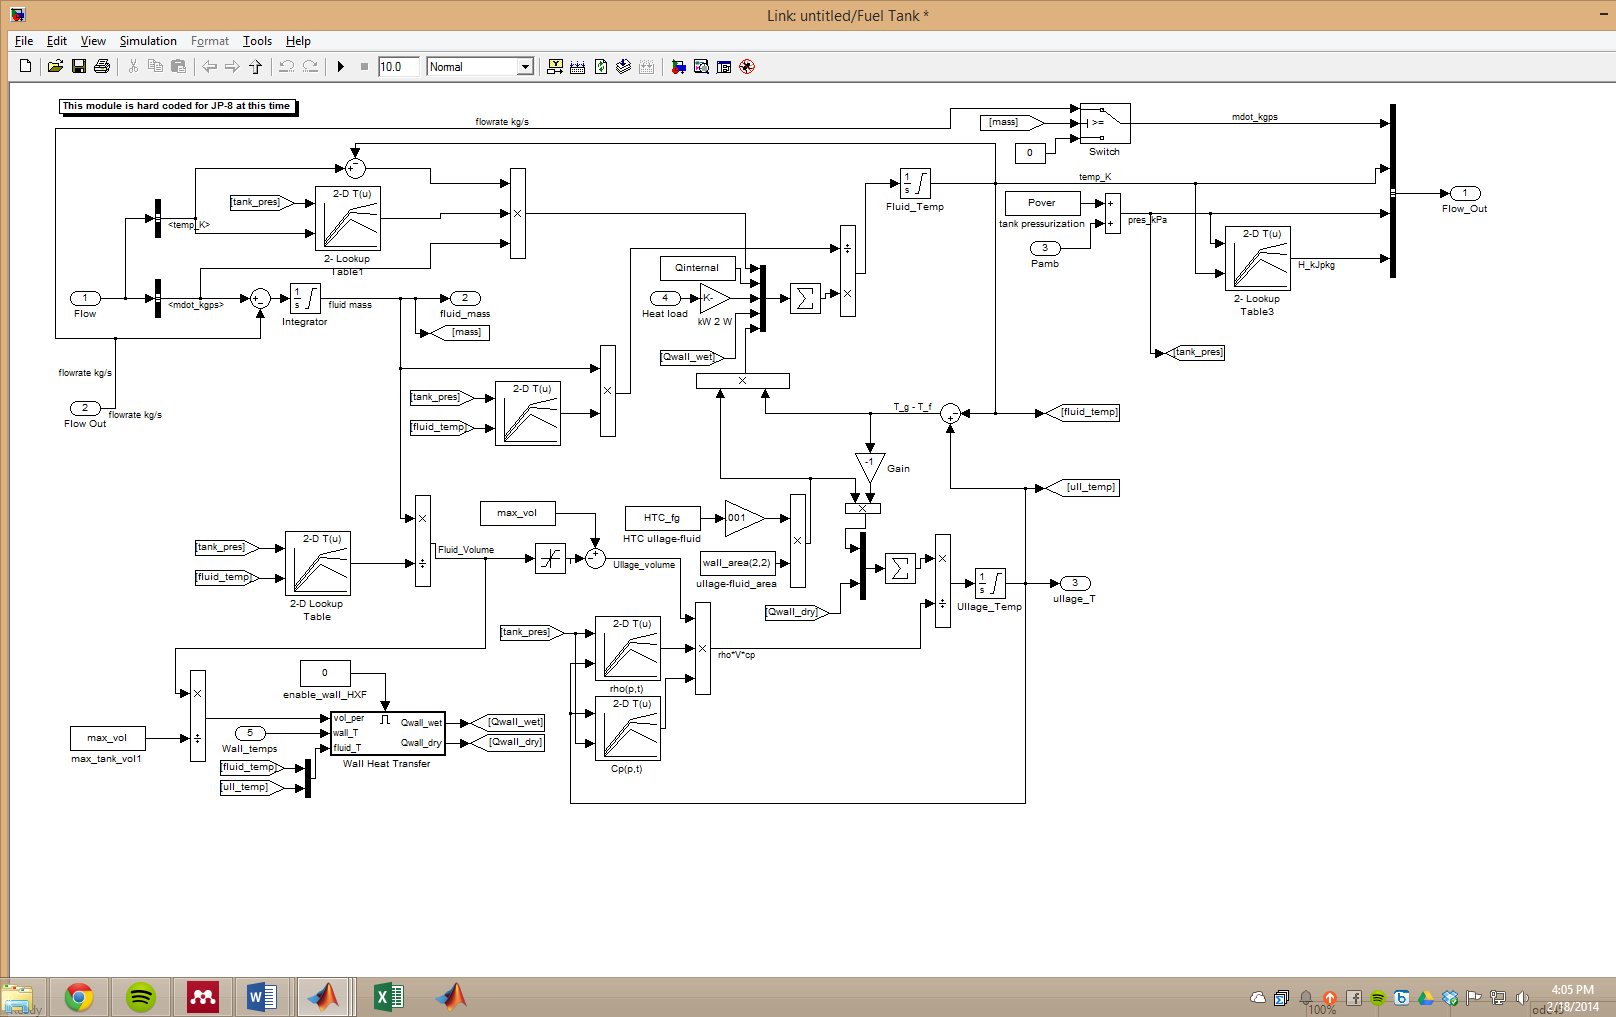 Link: untitled/Fuel Tank *
File Edit View Simulation Format Tools Help
10.0 Normal
This module is hard coded for JP-8 at this time
flowrate kg/s
[mass]
>=
0
Switch
mdot_kgps
[tank_pres]
2-D T(u)
<temp_K>
2- Lookup
Table1
1
s
Fluid_Temp
temp_K
Pover
tank pressurization
3
Pamb
pres_kPa
2-D T(u)
H_kJpkg
2- Lookup
Table3
1
Flow_Out
1
Flow
<mdot_kgps>
1
s
Integrator
fluid mass
2
fluid_mass
[mass]
Qinternal
4
Heat load
-K-
kW 2 W
[Qwall_wet]
[tank_pres]
flowrate kg/s
2
Flow Out
flowrate kg/s
[tank_pres]
[fluid_temp]
2-D T(u)
T_g - T_f
[fluid_temp]
-1
Gain
[ull_temp]
max_vol
HTC_fg
HTC ullage-fluid
.001
wall_area(2,2)
ullage-fluid_area
[tank_pres]
[fluid_temp]
2-D T(u)
2-D Lookup
Table
Fluid_Volume
Ullage_volume
[Qwall_dry]
1
s
Ullage_Temp
3
ullage_T
[tank_pres]
2-D T(u)
rho(p,t)
rho*V*cp
2-D T(u)
Cp(p,t)
0
enable_wall_HXF
max_vol
max_tank_vol1
5
Wall_temps
[fluid_temp]
[ull_temp]
vol_per
wall_T
fluid_T
Qwall_wet
Qwall_dry
Wall Heat Transfer
[Qwall_wet]
[Qwall_dry]
100%
4:05 PM
2/18/2014